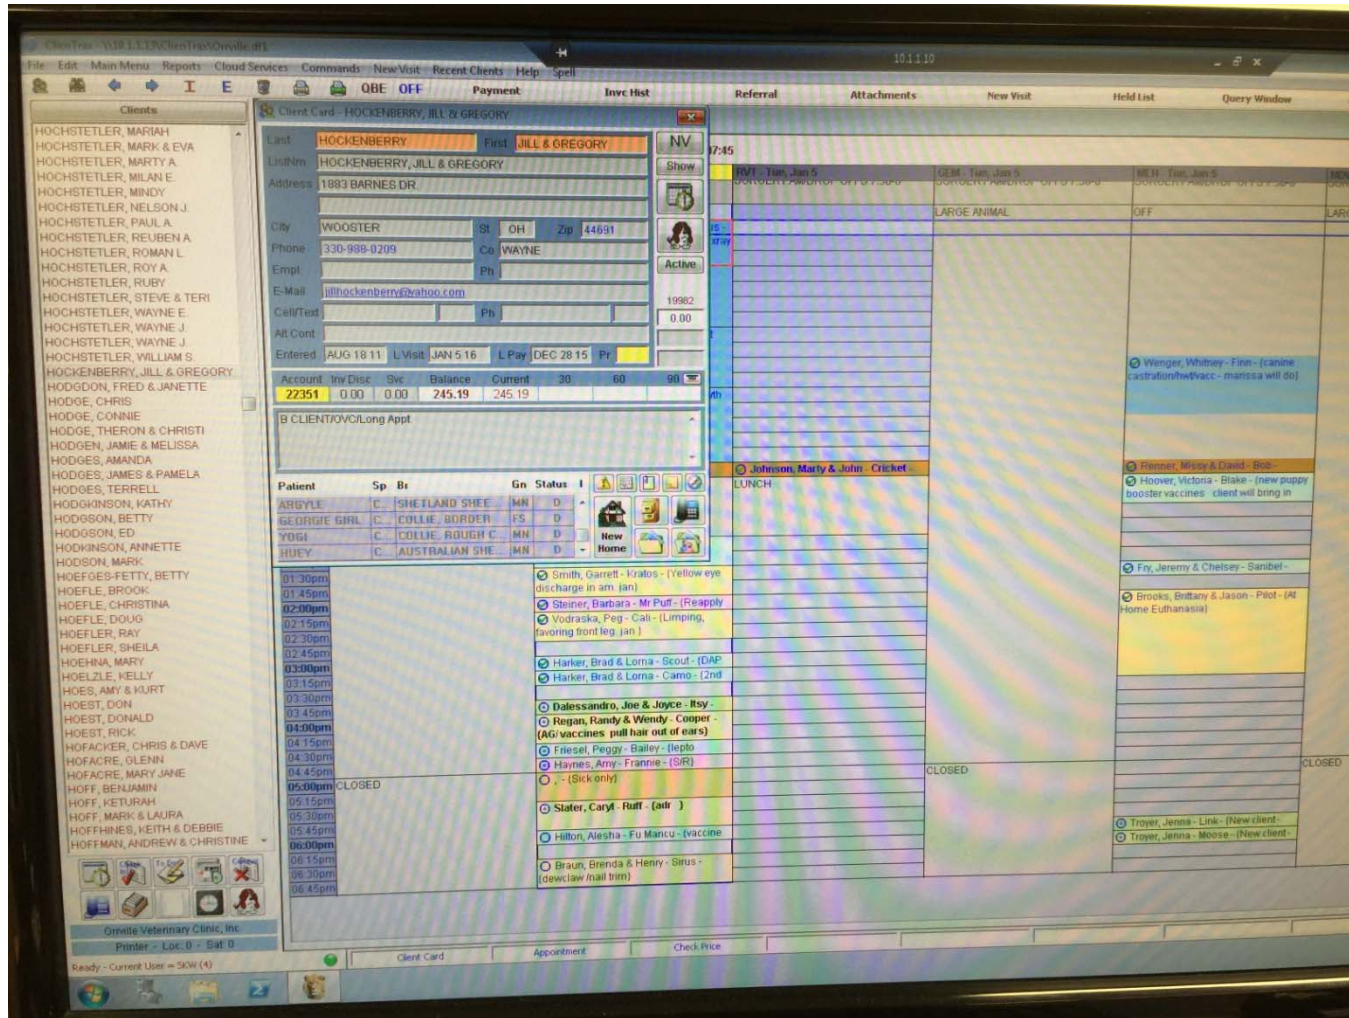 ClienTrax - \\10.1.1.13\ClienTrax\Orrville.df1
10.1.1.10
File Edit Main Menu Reports Cloud Services Commands New Visit Recent Clients Help Spell
I E QBE OFF Payment Invc Hist Referral Attachments New Visit Held List Query Window
Clients
HOCHSTETLER, MARIAH
HOCHSTETLER, MARK & EVA
HOCHSTETLER, MARTY A.
HOCHSTETLER, MILAN E.
HOCHSTETLER, MINDY
HOCHSTETLER, NELSON J.
HOCHSTETLER, PAUL A.
HOCHSTETLER, REUBEN A.
HOCHSTETLER, ROMAN L.
HOCHSTETLER, ROY A.
HOCHSTETLER, RUBY
HOCHSTETLER, STEVE & TERI
HOCHSTETLER, WAYNE E.
HOCHSTETLER, WAYNE J.
HOCHSTETLER, WAYNE J.
HOCHSTETLER, WILLIAM S.
HOCKENBERRY, JILL & GREGORY
HODGDON, FRED & JANETTE
HODGE, CHRIS
HODGE, CONNIE
HODGE, THERON & CHRISTI
HODGEN, JAMIE & MELISSA
HODGES, AMANDA
HODGES, JAMES & PAMELA
HODGES, TERRELL
HODGKINSON, KATHY
HODGSON, BETTY
HODGSON, ED
HODKINSON, ANNETTE
HODSON, MARK
HOEFGES-FETTY, BETTY
HOEFLE, BROOK
HOEFLE, CHRISTINA
HOEFLE, DOUG
HOEFLER, RAY
HOEFLER, SHEILA
HOEHNA, MARY
HOELZLE, KELLY
HOES, AMY & KURT
HOEST, DON
HOEST, DONALD
HOEST, RICK
HOFACKER, CHRIS & DAVE
HOFACRE, GLENN
HOFACRE, MARY JANE
HOFF, BENJAMIN
HOFF, KETURAH
HOFF, MARK & LAURA
HOFFHINES, KEITH & DEBBIE
HOFFMAN, ANDREW & CHRISTINE
Orrville Veterinary Clinic, Inc.
Printer - Loc: 0 - Sat: 0
Ready - Current User = SKW (4)
Client Card - HOCKENBERRY, JILL & GREGORY
Last HOCKENBERRY First JILL & GREGORY NV
ListNm HOCKENBERRY, JILL & GREGORY Show
Address 1883 BARNES DR.
City WOOSTER St OH Zip 44691
Phone 330-988-0209 Co WAYNE
Empl Ph Active
E-Mail jillhockenberry@yahoo.com 19982
Cell/Text Ph 0.00
Alt Cont
Entered AUG 18 11 L Visit JAN 5 16 L Pay DEC 28 15 Pr
Account Inv Disc Svc Balance Current 30 60 90
22351 0.00 0.00 245.19 245.19
B CLIENT/OVC/Long Appt.
Patient Sp Br Gn Status I
ARGYLE C.. SHETLAND SHEE.. MN D
GEORGIE GIRL C.. COLLIE, BORDER FS D
YOGI C.. COLLIE, ROUGH C.. MN D
HUEY C.. AUSTRALIAN SHE.. MN D
New Home
RVT - Tue, Jan 5 GEM - Tue, Jan 5 MLH - Tue, Jan 5
LARGE ANIMAL OFF
xray
Wenger, Whitney - Finn - (canine
castration/hwt/vacc - marissa will do)
Johnson, Marty & John - Cricket -
LUNCH
Renner, Missy & David - Bob -
Hoover, Victoria - Blake - (new puppy
booster vaccines client will bring in
Fry, Jeremy & Chelsey - Sanibel -
Brooks, Brittany & Jason - Pilot - (At
Home Euthanasia)
01:30pm
01:45pm
02:00pm
02:15pm
02:30pm
02:45pm
03:00pm
03:15pm
03:30pm
03:45pm
04:00pm
04:15pm
04:30pm
04:45pm
05:00pm CLOSED
05:15pm
05:30pm
05:45pm
06:00pm
06:15pm
06:30pm
06:45pm
Smith, Garrett - Kratos - (Yellow eye
discharge in am. jan)
Steiner, Barbara - Mr Puff - (Reapply
Vodraska, Peg - Cali - (Limping,
favoring front leg. jan )
Harker, Brad & Lorna - Scout - (DAP
Harker, Brad & Lorna - Camo - (2nd
Dalessandro, Joe & Joyce - Itsy -
Regan, Randy & Wendy - Cooper -
(AG/vaccines pull hair out of ears)
Friesel, Peggy - Bailey - (lepto
Haynes, Amy - Frannie - (S/R)
, - (Sick only)
Slater, Caryl - Ruff - (adr )
Hilton, Alesha - Fu Mancu - (vaccine
Braun, Brenda & Henry - Sirus -
(dewclaw /nail trim)
CLOSED
CLOSED
Troyer, Jenna - Link - (New client -
Troyer, Jenna - Moose - (New client -
Client Card Appointment Check Price